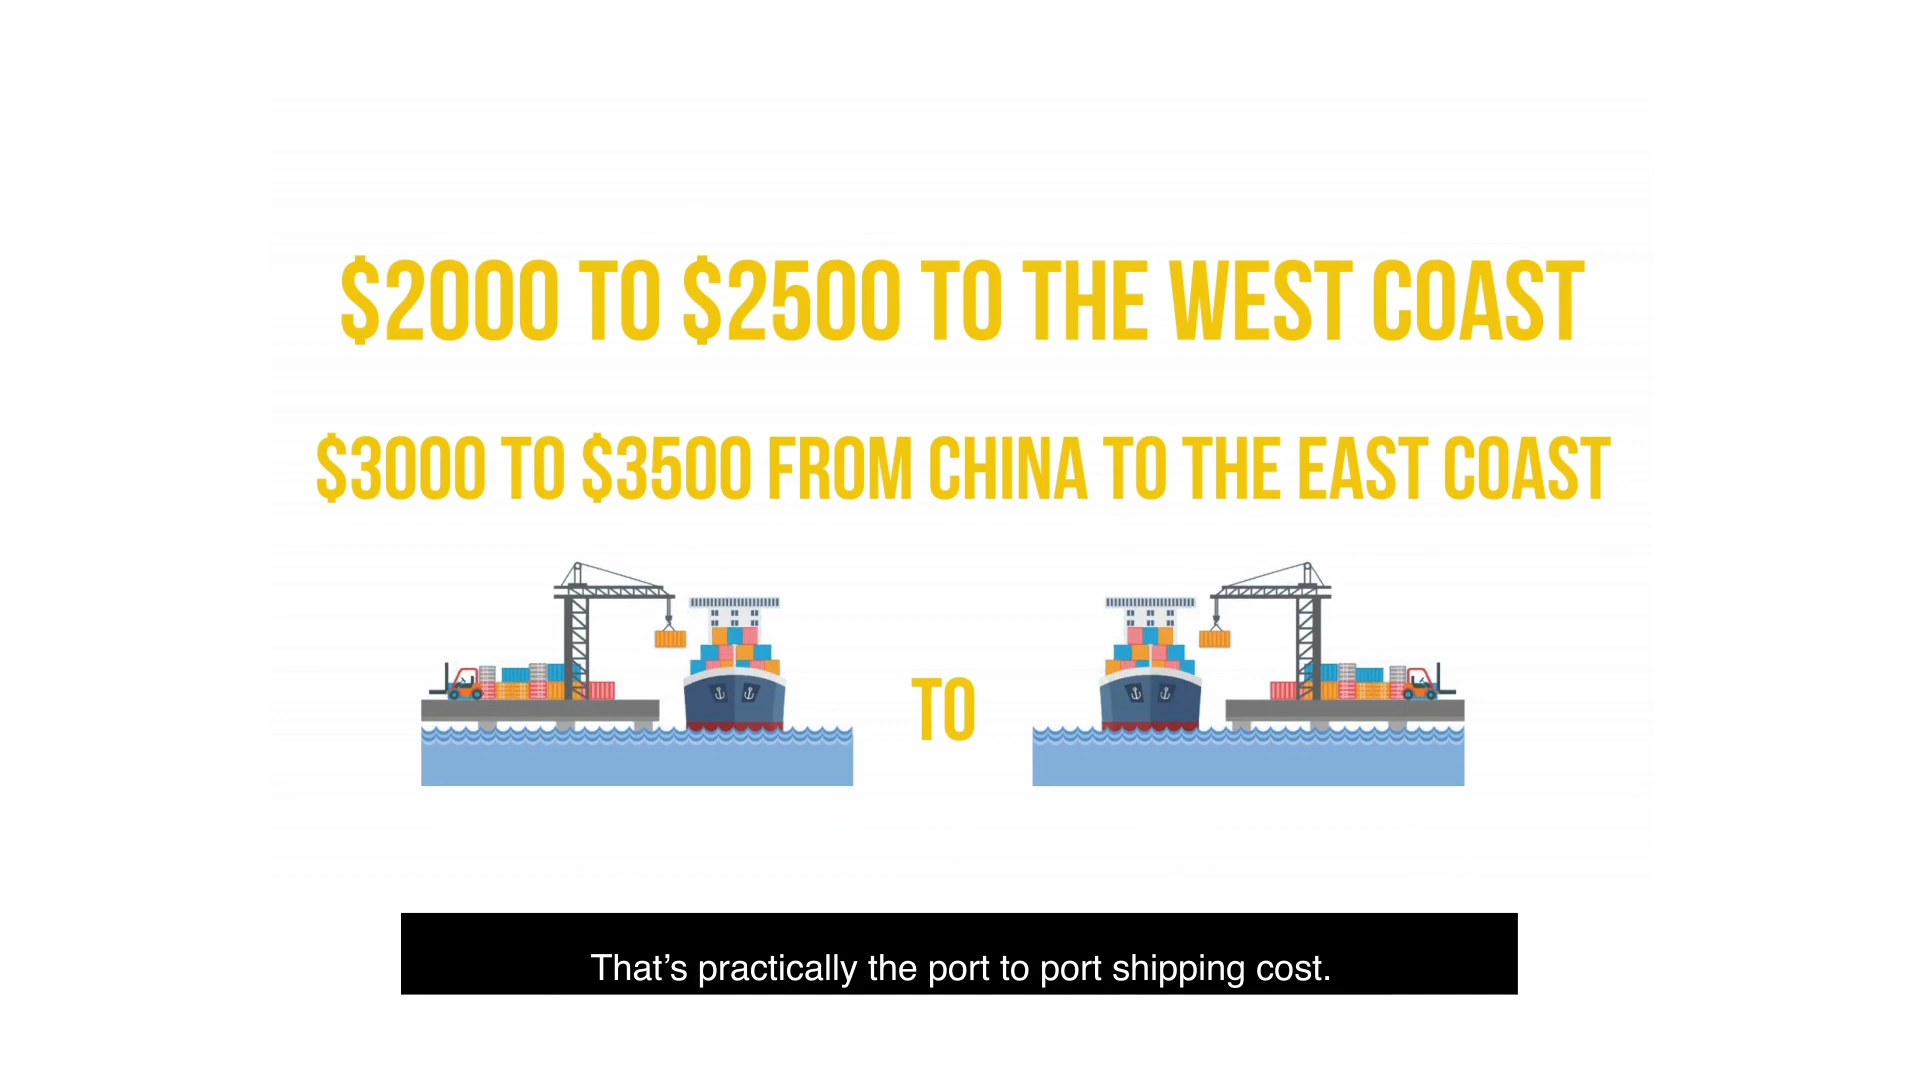 $2000 TO $2500 TO THE WEST COAST
$3000 TO $3500 FROM CHINA TO THE EAST COAST
TO
That’s practically the port to port shipping cost.